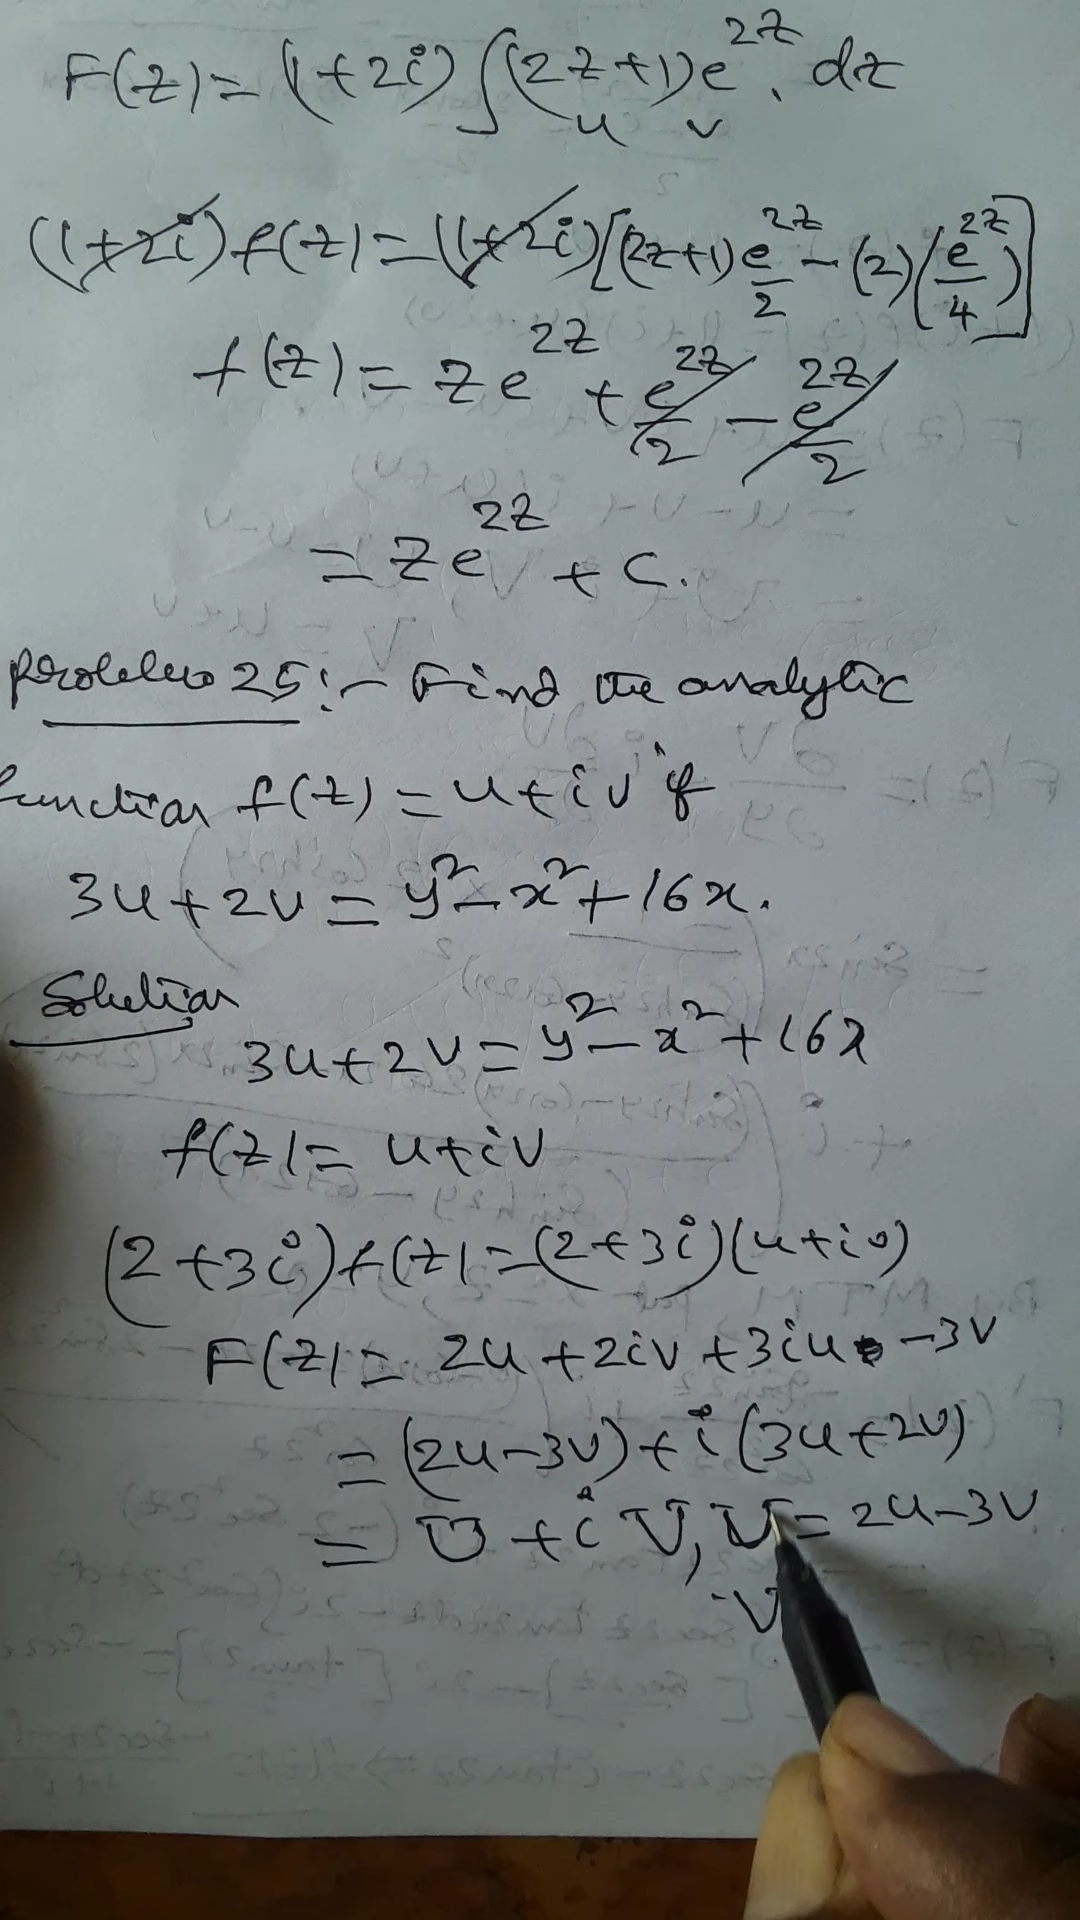 F(z) = (1+2i) ∫(2z+1)e^{2z}. dz
u v
(1+2i) f(z) = (1+2i)[(2z+1) e^{2z}/2 - (2)(e^{2z}/4)]
f(z) = ze^{2z} + e^{2z}/2 - e^{2z}/2
= ze^{2z} + c.
Problem 25:- Find the analytic
function f(z) = u+iv if
3u+2v = y²-x²+16x.
Solution
3u+2v = y²-x²+16x
f(z) = u+iv
(2+3i)f(z) = (2+3i)(u+iv)
F(z) = 2u+2iv+3iu-3v
= (2u-3v)+i(3u+2v)
= U+iV, U = 2u-3v
V